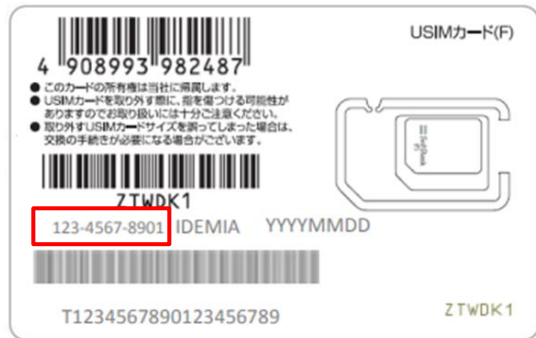 USIMカード(F)
4 908993 982487
● このカードの所有権は当社に帰属します。
● USIMカードを取り外す際に、指を傷つける可能性が
ありますのでお取り扱いには十分ご注意ください。
● 取り外すUSIMカードサイズを誤ってしまった場合は、
交換の手続きが必要になる場合がございます。
SoftBank
ZTWDK1
123-4567-8901 IDEMIA YYYYMMDD
T1234567890123456789
ZTWDK1